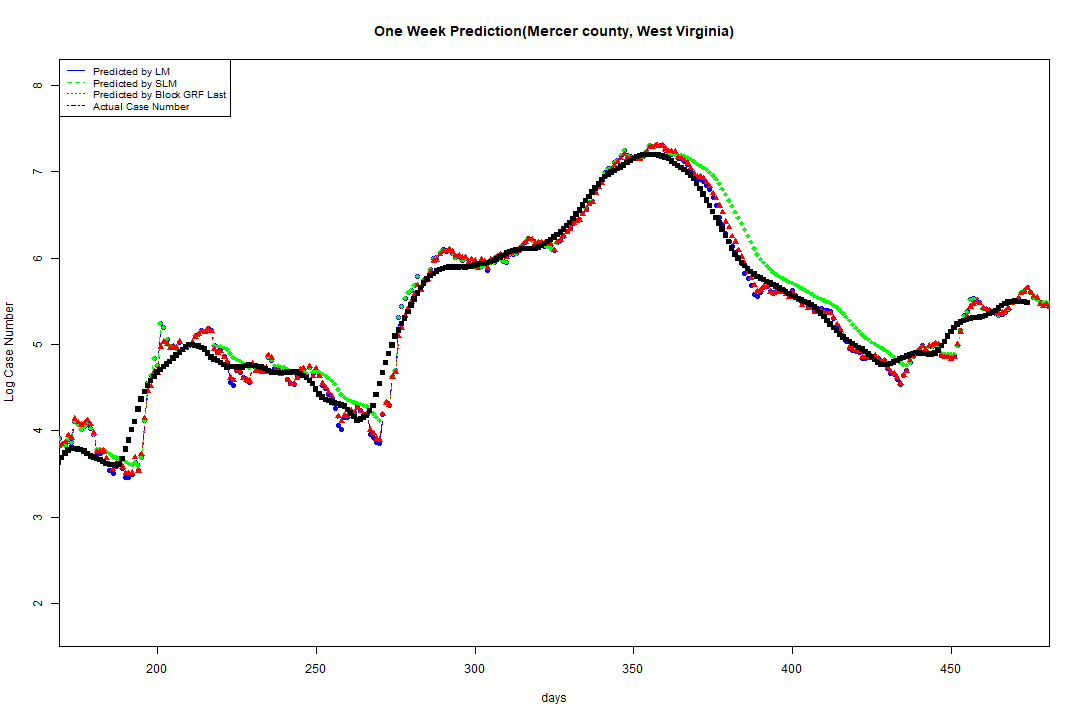 One Week Prediction(Mercer county, West Virginia)
Predicted by LM
Predicted by SLM
Predicted by Block GRF Last
Actual Case Number
8
7
6
5
4
3
2
Log Case Number
200 250 300 350 400 450
days